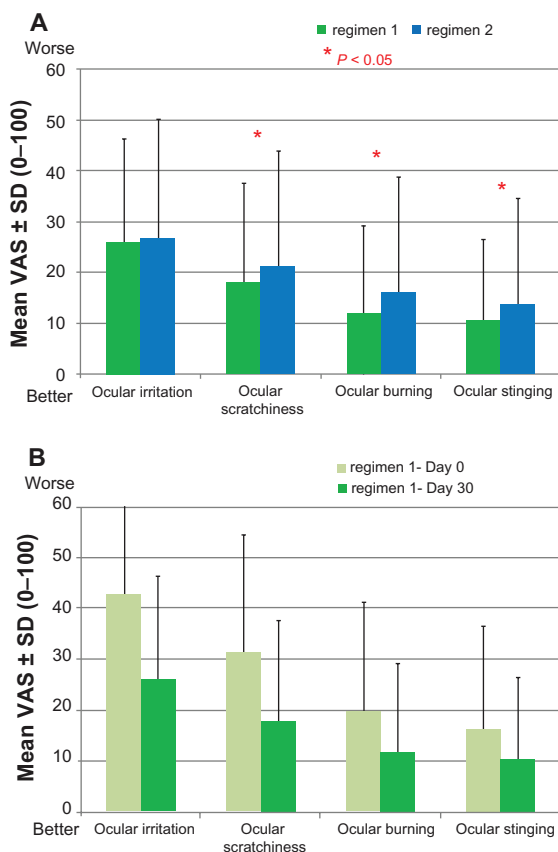 A
regimen 1 regimen 2
Worse
* P < 0.05
60
50
40
30
20
10
0
Mean VAS ± SD (0–100)
*
*
*
Better
Ocular irritation Ocular scratchiness Ocular burning Ocular stinging
B
regimen 1- Day 0
Worse
regimen 1- Day 30
60
50
40
30
20
10
0
Mean VAS ± SD (0–100)
Better
Ocular irritation Ocular scratchiness Ocular burning Ocular stinging